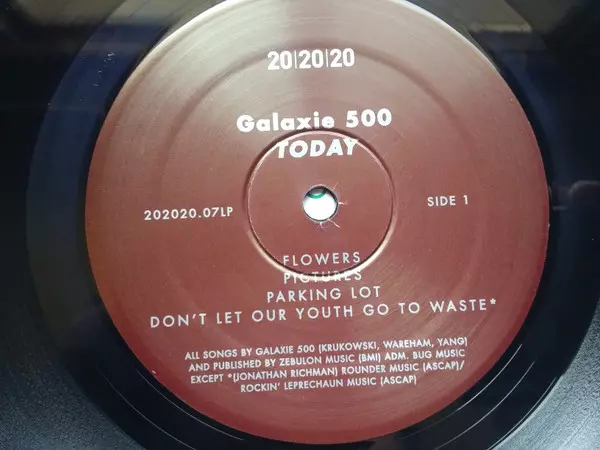 20|20|20
Galaxie 500
TODAY
202020.07LP
SIDE 1
FLOWERS
PICTURES
PARKING LOT
DON'T LET OUR YOUTH GO TO WASTE*
ALL SONGS BY GALAXIE 500 (KRUKOWSKI, WAREHAM, YANG)
AND PUBLISHED BY ZEBULON MUSIC (BMI) ADM. BUG MUSIC
EXCEPT *(JONATHAN RICHMAN) ROUNDER MUSIC (ASCAP)/
ROCKIN' LEPRECHAUN MUSIC (ASCAP)